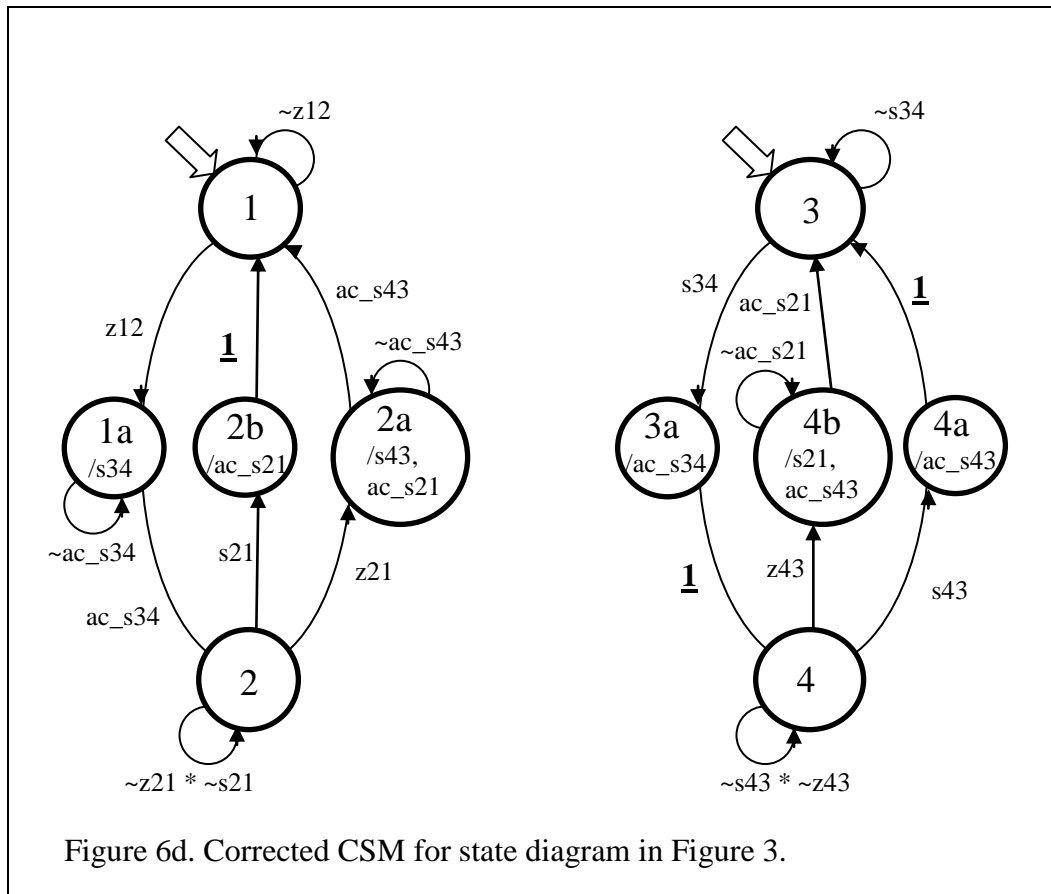 ~z12
1
z12
1
ac_s43
~ac_s43
1a
/s34
2b
/ac_s21
2a
/s43,
ac_s21
~ac_s34
s21
z21
ac_s34
2
~z21 * ~s21
~s34
3
s34
ac_s21
1
~ac_s21
3a
/ac_s34
4b
/s21,
ac_s43
4a
/ac_s43
1
z43
s43
4
~s43 * ~z43
Figure 6d. Corrected CSM for state diagram in Figure 3.